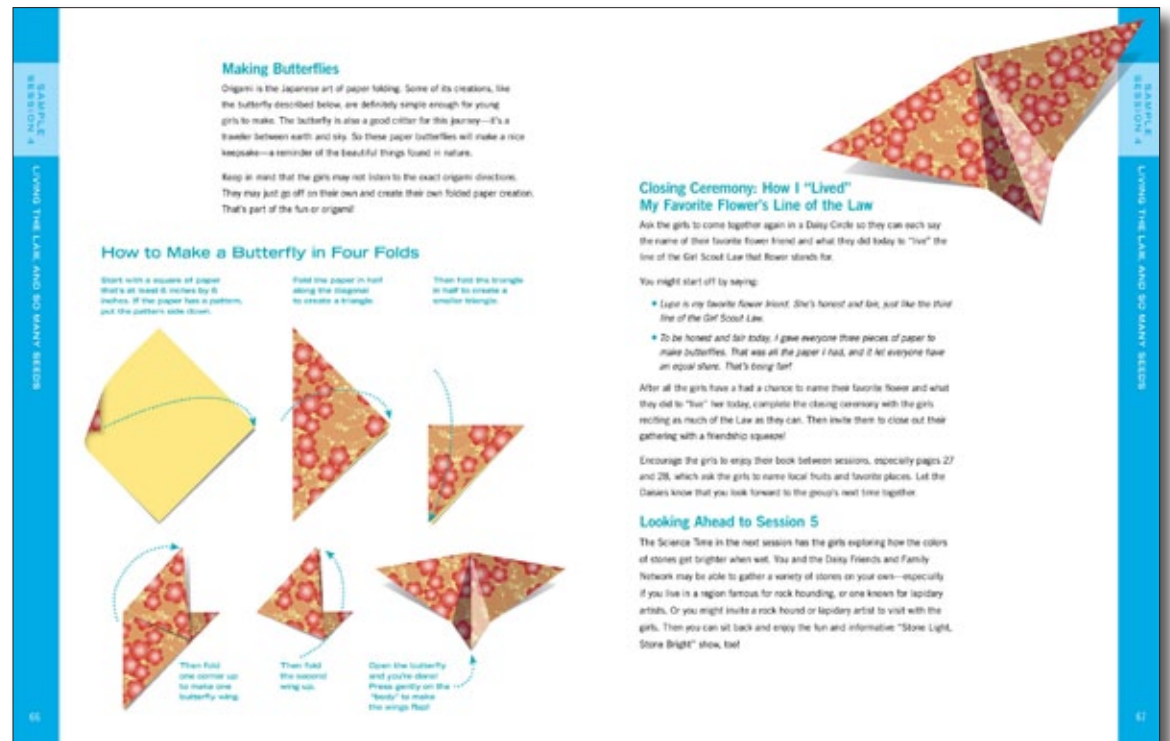 SAMPLE
SESSION 4
LIVING THE LAW, AND SO MANY SEEDS
66
Making Butterflies
Origami is the Japanese art of paper folding. Some of its creations, like
the butterfly described below, are definitely simple enough for young
girls to make. The butterfly is also a good critter for this journey—it's a
traveler between earth and sky. So these paper butterflies will make a nice
keepsake—a reminder of the beautiful things found in nature.
Keep in mind that the girls may not listen to the exact origami directions.
They may just go off on their own and create their own folded paper creation.
That's part of the fun or origami!
How to Make a Butterfly in Four Folds
Start with a square of paper
that's at least 6 inches by 6
inches. If the paper has a pattern,
put the pattern side down.
Fold the paper in half
along the diagonal
to create a triangle.
Then fold the triangle
in half to create a
smaller triangle.
Then fold
one corner up
to make one
butterfly wing.
Then fold
the second
wing up.
Open the butterfly
and you're done!
Press gently on the
"body" to make
the wings flap!
Closing Ceremony: How I "Lived"
My Favorite Flower's Line of the Law
Ask the girls to come together again in a Daisy Circle so they can each say
the name of their favorite flower friend and what they did today to "live" the
line of the Girl Scout Law that flower stands for.
You might start off by saying:
• Lupe is my favorite flower friend. She's honest and fair, just like the third
line of the Girl Scout Law.
• To be honest and fair today, I gave everyone three pieces of paper to
make butterflies. That was all the paper I had, and it let everyone have
an equal share. That's being fair!
After all the girls have a had a chance to name their favorite flower and what
they did to "live" her today, complete the closing ceremony with the girls
reciting as much of the Law as they can. Then invite them to close out their
gathering with a friendship squeeze!
Encourage the girls to enjoy their book between sessions, especially pages 27
and 28, which ask the girls to name local fruits and favorite places. Let the
Daisies know that you look forward to the group's next time together.
Looking Ahead to Session 5
The Science Time in the next session has the girls exploring how the colors
of stones get brighter when wet. You and the Daisy Friends and Family
Network may be able to gather a variety of stones on your own—especially
if you live in a region famous for rock hounding, or one known for lapidary
artists. Or you might invite a rock hound or lapidary artist to visit with the
girls. Then you can sit back and enjoy the fun and informative "Stone Light,
Stone Bright" show, too!
SAMPLE
SESSION 4
LIVING THE LAW, AND SO MANY SEEDS
67